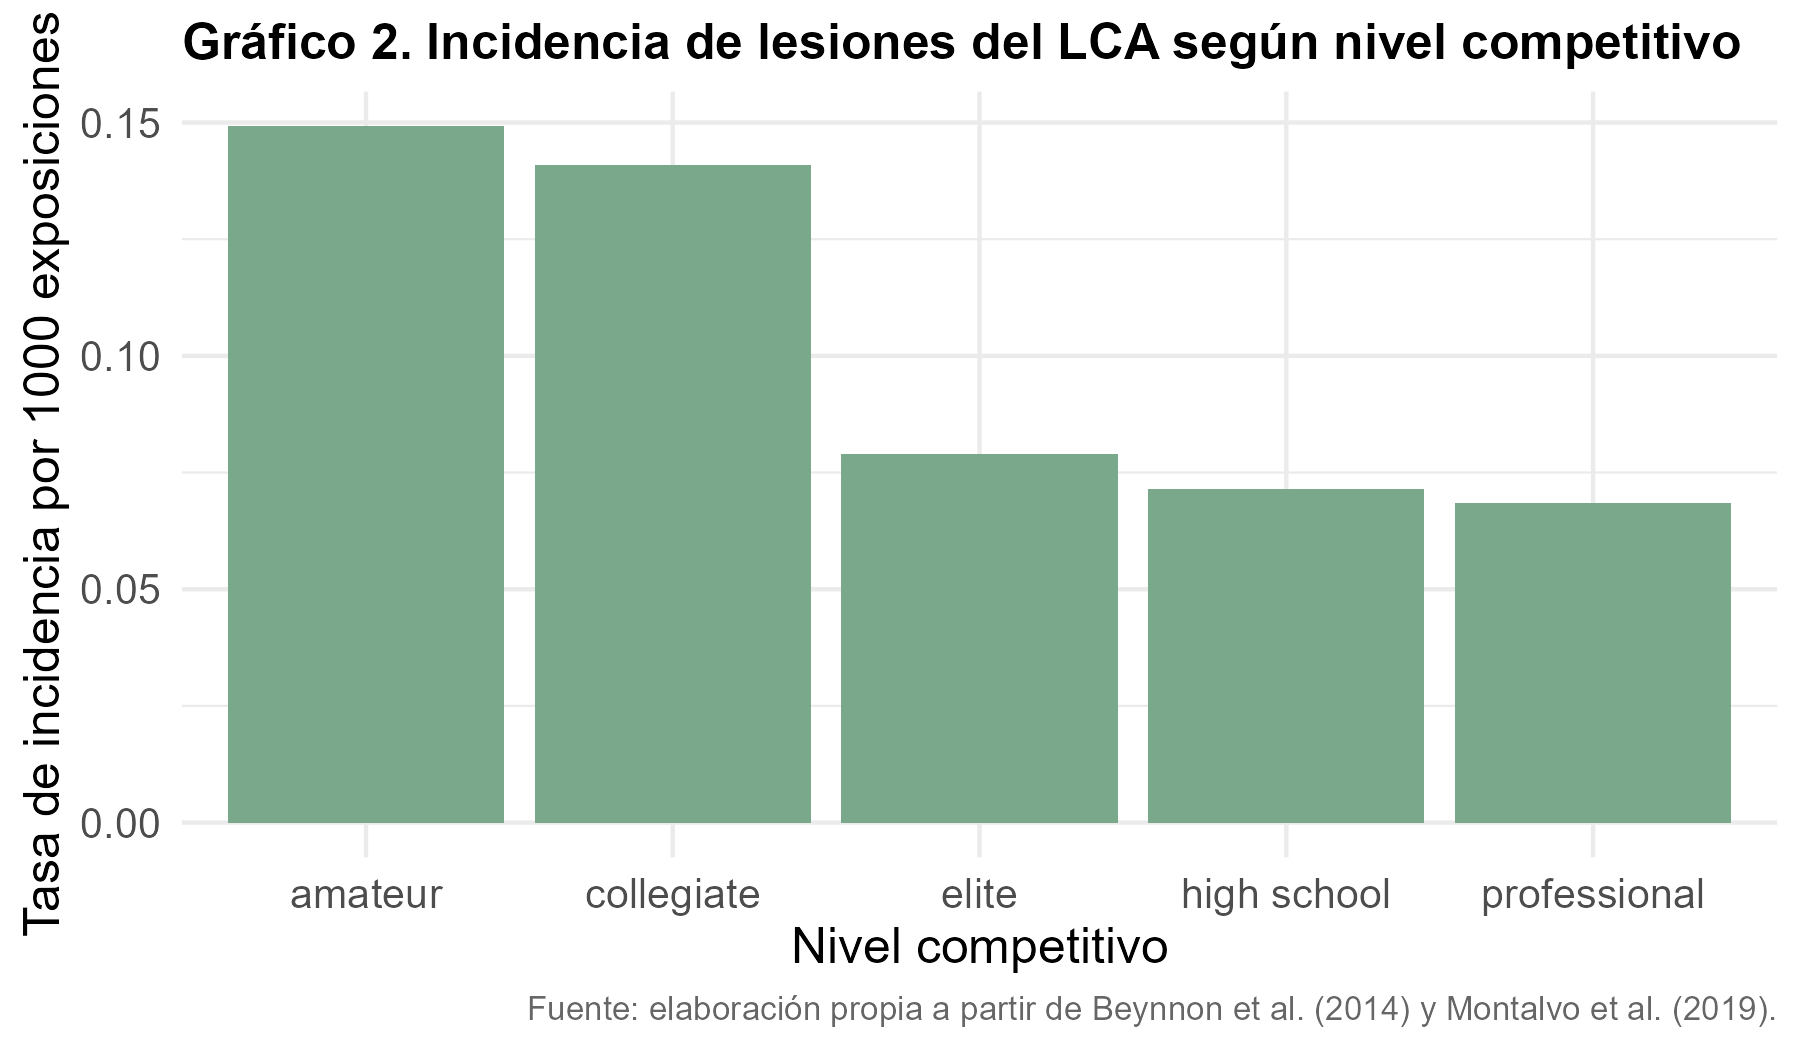 Gráfico 2. Incidencia de lesiones del LCA según nivel competitivo
Tasa de incidencia por 1000 exposiciones
0.15
0.10
0.05
0.00
amateur collegiate elite high school professional
Nivel competitivo
Fuente: elaboración propia a partir de Beynnon et al. (2014) y Montalvo et al. (2019).